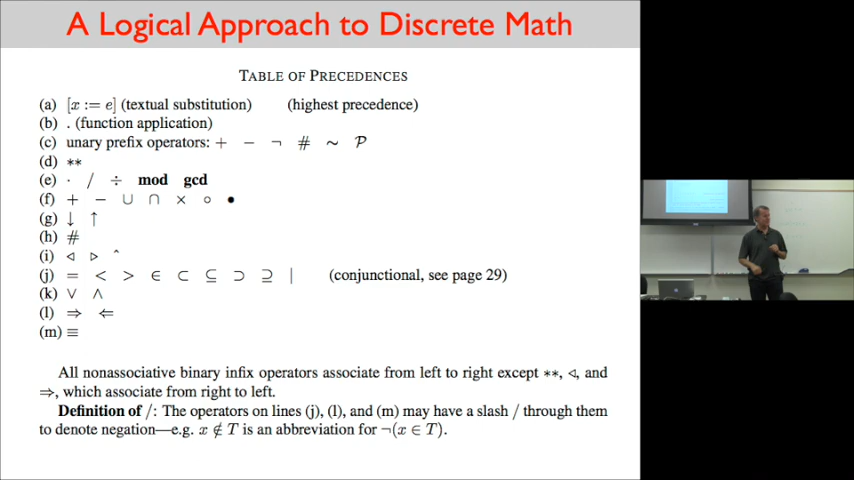 A Logical Approach to Discrete Math
TABLE OF PRECEDENCES
(a) [x := e] (textual substitution) (highest precedence)
(b) . (function application)
(c) unary prefix operators: + − ¬ # ∼ 𝒫
(d) **
(e) · / ÷ mod gcd
(f) + − ∪ ∩ × ∘ •
(g) ↓ ↑
(h) #
(i) ◁ ▷ ^
(j) = < > ∈ ⊂ ⊆ ⊃ ⊇ | (conjunctional, see page 29)
(k) ∨ ∧
(l) ⇒ ⇐
(m) ≡
All nonassociative binary infix operators associate from left to right except **, ◁, and
⇒, which associate from right to left.
Definition of /: The operators on lines (j), (l), and (m) may have a slash / through them
to denote negation—e.g. x ∉ T is an abbreviation for ¬(x ∈ T).